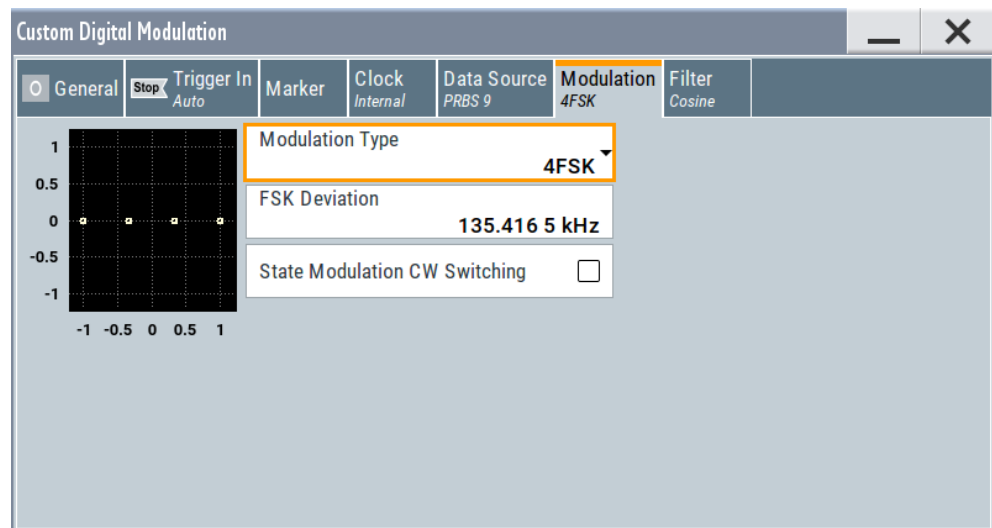 Custom Digital Modulation
O General
Stop Trigger In
Auto
Marker
Clock
Internal
Data Source
PRBS 9
Modulation
4FSK
Filter
Cosine
Modulation Type
4FSK
FSK Deviation
135.416 5 kHz
State Modulation CW Switching
1
0.5
0
-0.5
-1
-1 -0.5 0 0.5 1